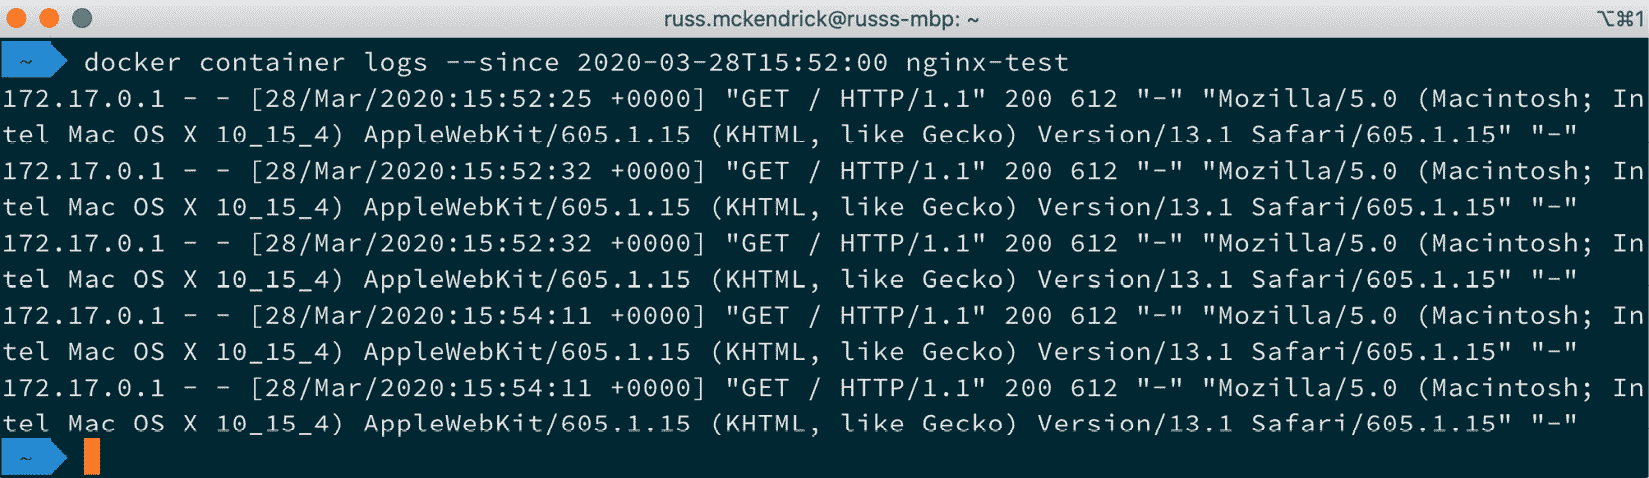 russ.mckendrick@russs-mbp: ~ ⌥⌘1
~ docker container logs --since 2020-03-28T15:52:00 nginx-test
172.17.0.1 - - [28/Mar/2020:15:52:25 +0000] "GET / HTTP/1.1" 200 612 "-" "Mozilla/5.0 (Macintosh; In
tel Mac OS X 10_15_4) AppleWebKit/605.1.15 (KHTML, like Gecko) Version/13.1 Safari/605.1.15" "-"
172.17.0.1 - - [28/Mar/2020:15:52:32 +0000] "GET / HTTP/1.1" 200 612 "-" "Mozilla/5.0 (Macintosh; In
tel Mac OS X 10_15_4) AppleWebKit/605.1.15 (KHTML, like Gecko) Version/13.1 Safari/605.1.15" "-"
172.17.0.1 - - [28/Mar/2020:15:52:32 +0000] "GET / HTTP/1.1" 200 612 "-" "Mozilla/5.0 (Macintosh; In
tel Mac OS X 10_15_4) AppleWebKit/605.1.15 (KHTML, like Gecko) Version/13.1 Safari/605.1.15" "-"
172.17.0.1 - - [28/Mar/2020:15:54:11 +0000] "GET / HTTP/1.1" 200 612 "-" "Mozilla/5.0 (Macintosh; In
tel Mac OS X 10_15_4) AppleWebKit/605.1.15 (KHTML, like Gecko) Version/13.1 Safari/605.1.15" "-"
172.17.0.1 - - [28/Mar/2020:15:54:11 +0000] "GET / HTTP/1.1" 200 612 "-" "Mozilla/5.0 (Macintosh; In
tel Mac OS X 10_15_4) AppleWebKit/605.1.15 (KHTML, like Gecko) Version/13.1 Safari/605.1.15" "-"
~